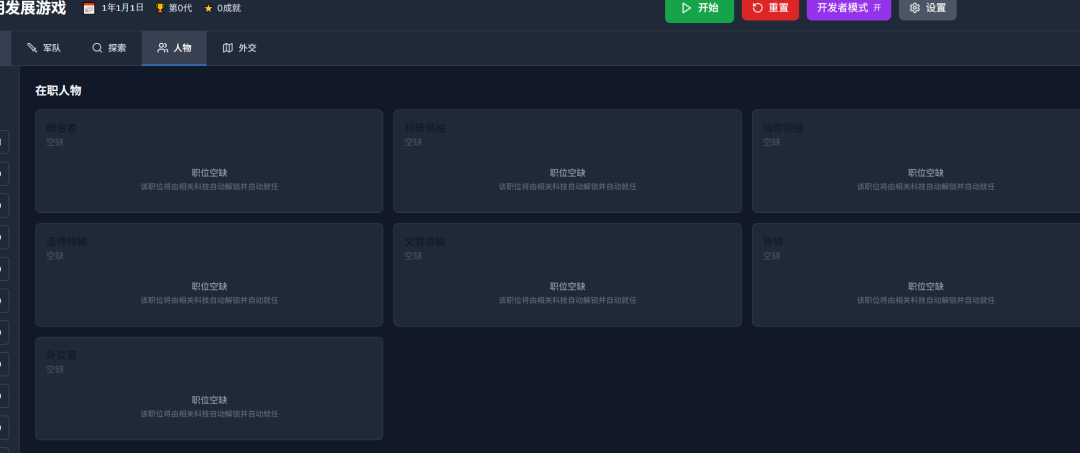 发展游戏 1年1月1日 第0代 0成就 开始 重置 开发者模式 开 设置
军队 探索 人物 外交
在职人物
统治者 科研领袖 信仰领袖
空缺 空缺 空缺
职位空缺 职位空缺 职位空缺
该职位将由相关科技自动解锁并自动就任 该职位将由相关科技自动解锁并自动就任 该职位将由相关科技自动解锁并自动就任
法师领袖 文官领袖 将领
空缺 空缺 空缺
职位空缺 职位空缺 职位空缺
该职位将由相关科技自动解锁并自动就任 该职位将由相关科技自动解锁并自动就任 该职位将由相关科技自动解锁并自动就任
外交官
空缺
职位空缺
该职位将由相关科技自动解锁并自动就任